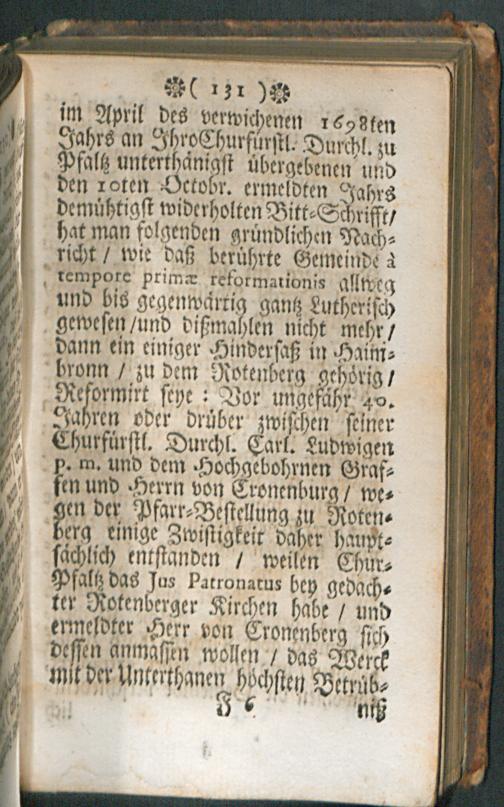 ( 131 )
im April des verwichenen 1698ten
Jahrs an Ihro Churfürstl. Durchl. zu
Pfaltz unterthänigst übergebenen und
den 10ten Octobr. ermeldten Jahrs
demühtigst widerholten Bitt-Schrifft/
hat man folgenden gründlichen Nach-
richt / wie daß berührte Gemeinde à
tempore primæ reformationis allweg
und bis gegenwärtig gantz Lutherisch
gewesen /und dißmahlen nicht mehr /
dann ein einiger Hindersaß in Haim-
bronn / zu dem Rotenberg gehörig /
Reformirt seye : Vor ungefähr 40.
Jahren oder drüber zwischen seiner
Churfürstl. Durchl. Carl. Ludwigen
p. m. und dem Hochgebohrnen Graf-
fen und Herrn von Cronenburg / we-
gen der Pfarr-Bestellung zu Roten-
berg einige Zwistigkeit daher haupt-
sächlich entstanden / weilen Chur-
Pfaltz das Jus Patronatus bey gedach-
ter Rotenberger Kirchen habe / und
ermeldter Herr von Cronenberg sich
dessen anmassen wollen / das Werck
mit der Unterthanen höchsten Betrüb-
J 6 niß